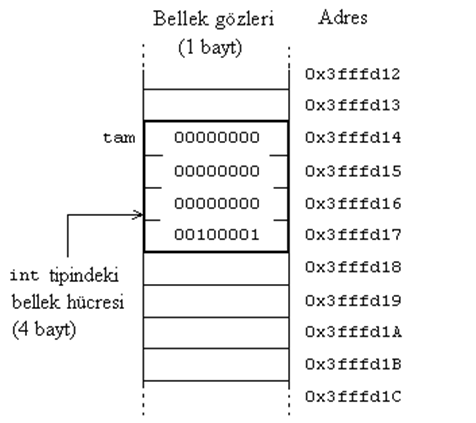 Bellek gözleri Adres
(1 bayt)
0x3fffd12
0x3fffd13
tam 00000000 0x3fffd14
00000000 0x3fffd15
00000000 0x3fffd16
00100001 0x3fffd17
int tipindeki 0x3fffd18
bellek hücresi 0x3fffd19
(4 bayt) 0x3fffd1A
0x3fffd1B
0x3fffd1C